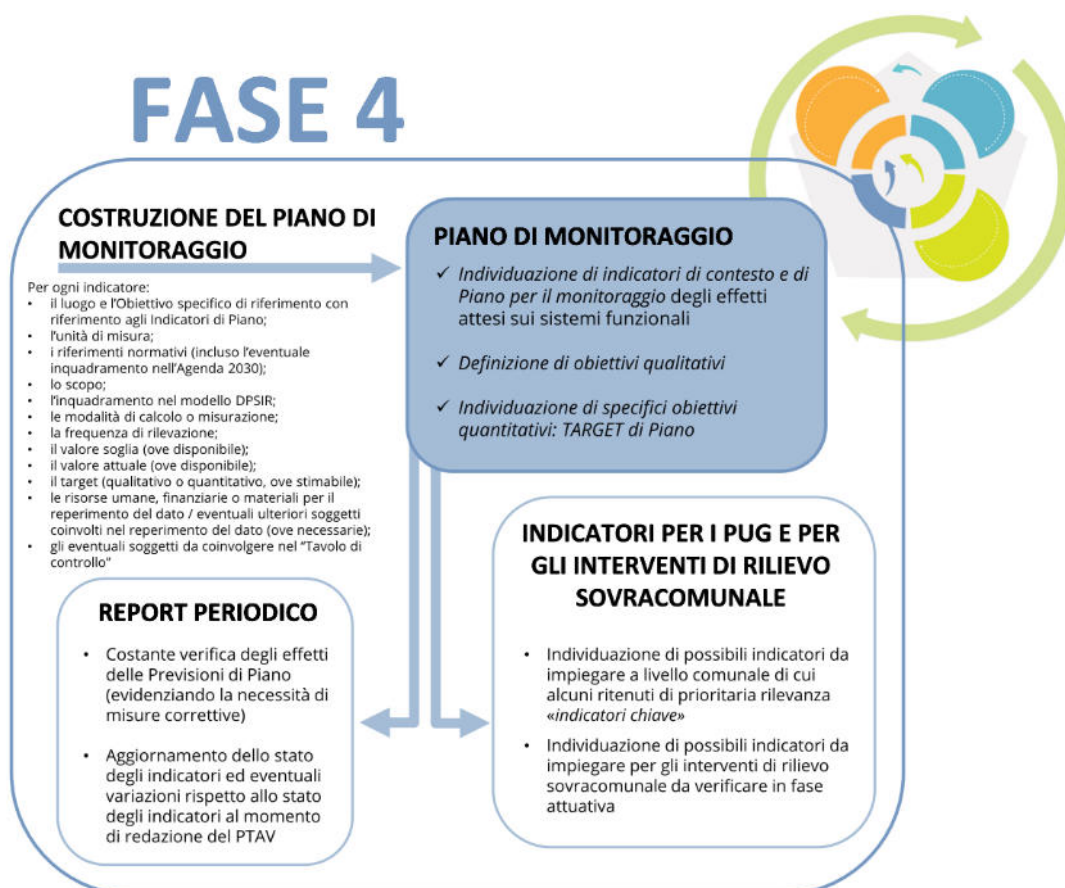 FASE 4
COSTRUZIONE DEL PIANO DI
MONITORAGGIO
Per ogni indicatore:
• il luogo e l'Obiettivo specifico di riferimento con
riferimento agli Indicatori di Piano;
• l'unità di misura;
• i riferimenti normativi (incluso l'eventuale
inquadramento nell'Agenda 2030);
• lo scopo;
• l'inquadramento nel modello DPSIR;
• le modalità di calcolo o misurazione;
• la frequenza di rilevazione;
• il valore soglia (ove disponibile);
• il valore attuale (ove disponibile);
• il target (qualitativo o quantitativo, ove stimabile);
• le risorse umane, finanziarie o materiali per il
reperimento del dato / eventuali ulteriori soggetti
coinvolti nel reperimento del dato (ove necessarie);
• gli eventuali soggetti da coinvolgere nel "Tavolo di
controllo"
PIANO DI MONITORAGGIO
✓ Individuazione di indicatori di contesto e di
Piano per il monitoraggio degli effetti
attesi sui sistemi funzionali
✓ Definizione di obiettivi qualitativi
✓ Individuazione di specifici obiettivi
quantitativi: TARGET di Piano
REPORT PERIODICO
• Costante verifica degli effetti
delle Previsioni di Piano
(evidenziando la necessità di
misure correttive)
• Aggiornamento dello stato
degli indicatori ed eventuali
variazioni rispetto allo stato
degli indicatori al momento
di redazione del PTAV
INDICATORI PER I PUG E PER
GLI INTERVENTI DI RILIEVO
SOVRACOMUNALE
• Individuazione di possibili indicatori da
impiegare a livello comunale di cui
alcuni ritenuti di prioritaria rilevanza
«indicatori chiave»
• Individuazione di possibili indicatori da
impiegare per gli interventi di rilievo
sovracomunale da verificare in fase
attuativa